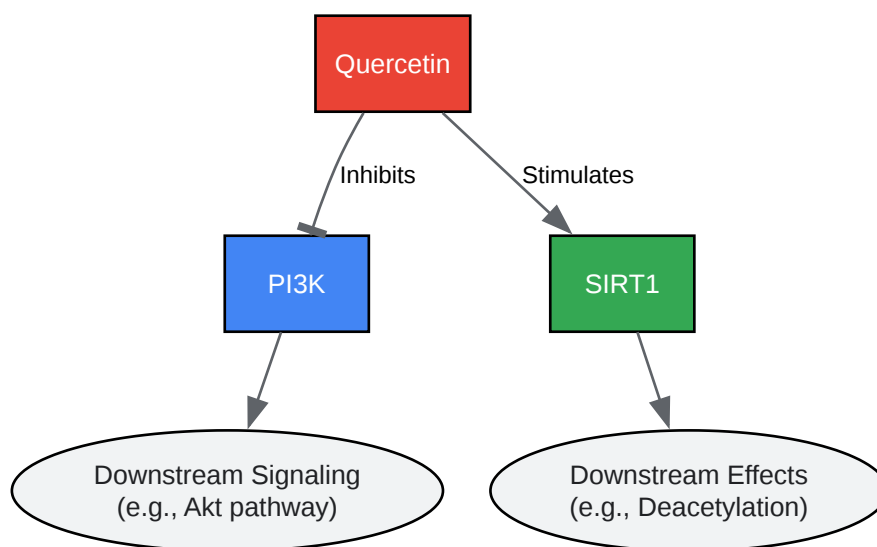 Quercetin
Inhibits
Stimulates
PI3K
SIRT1
Downstream Signaling
(e.g., Akt pathway)
Downstream Effects
(e.g., Deacetylation)